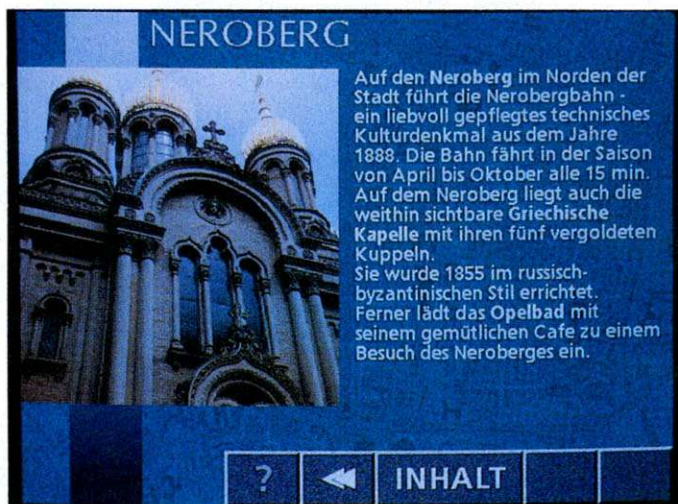 NEROBERG
Auf den Neroberg im Norden der
Stadt führt die Nerobergbahn -
ein liebvoll gepflegtes technisches
Kulturdenkmal aus dem Jahre
1888. Die Bahn fährt in der Saison
von April bis Oktober alle 15 min.
Auf dem Neroberg liegt auch die
weithin sichtbare Griechische
Kapelle mit ihren fünf vergoldeten
Kuppeln.
Sie wurde 1855 im russisch-
byzantinischen Stil errichtet.
Ferner lädt das Opelbad mit
seinem gemütlichen Cafe zu einem
Besuch des Neroberges ein.
?
INHALT